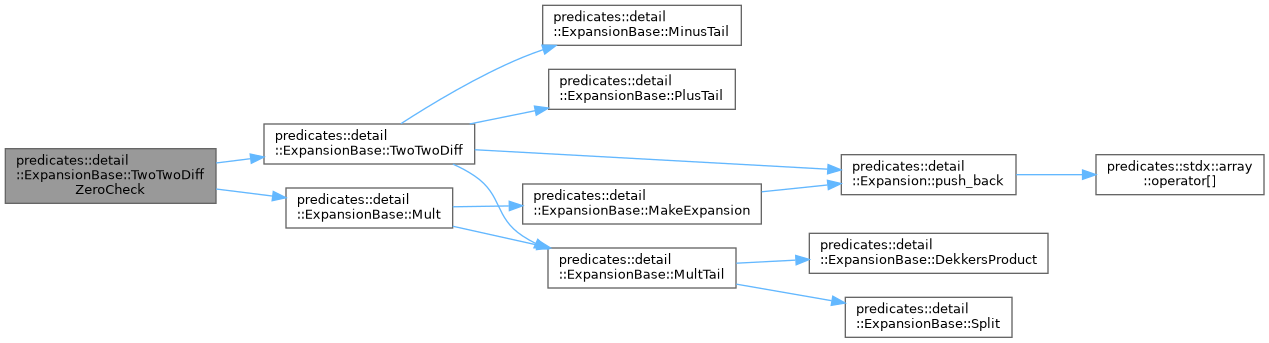 predicates::detail
::ExpansionBase::TwoTwoDiff
ZeroCheck
predicates::detail
::ExpansionBase::TwoTwoDiff
predicates::detail
::ExpansionBase::Mult
predicates::detail
::ExpansionBase::MinusTail
predicates::detail
::ExpansionBase::PlusTail
predicates::detail
::ExpansionBase::MakeExpansion
predicates::detail
::ExpansionBase::MultTail
predicates::detail
::Expansion::push_back
predicates::detail
::ExpansionBase::DekkersProduct
predicates::detail
::ExpansionBase::Split
predicates::stdx::array
::operator[]